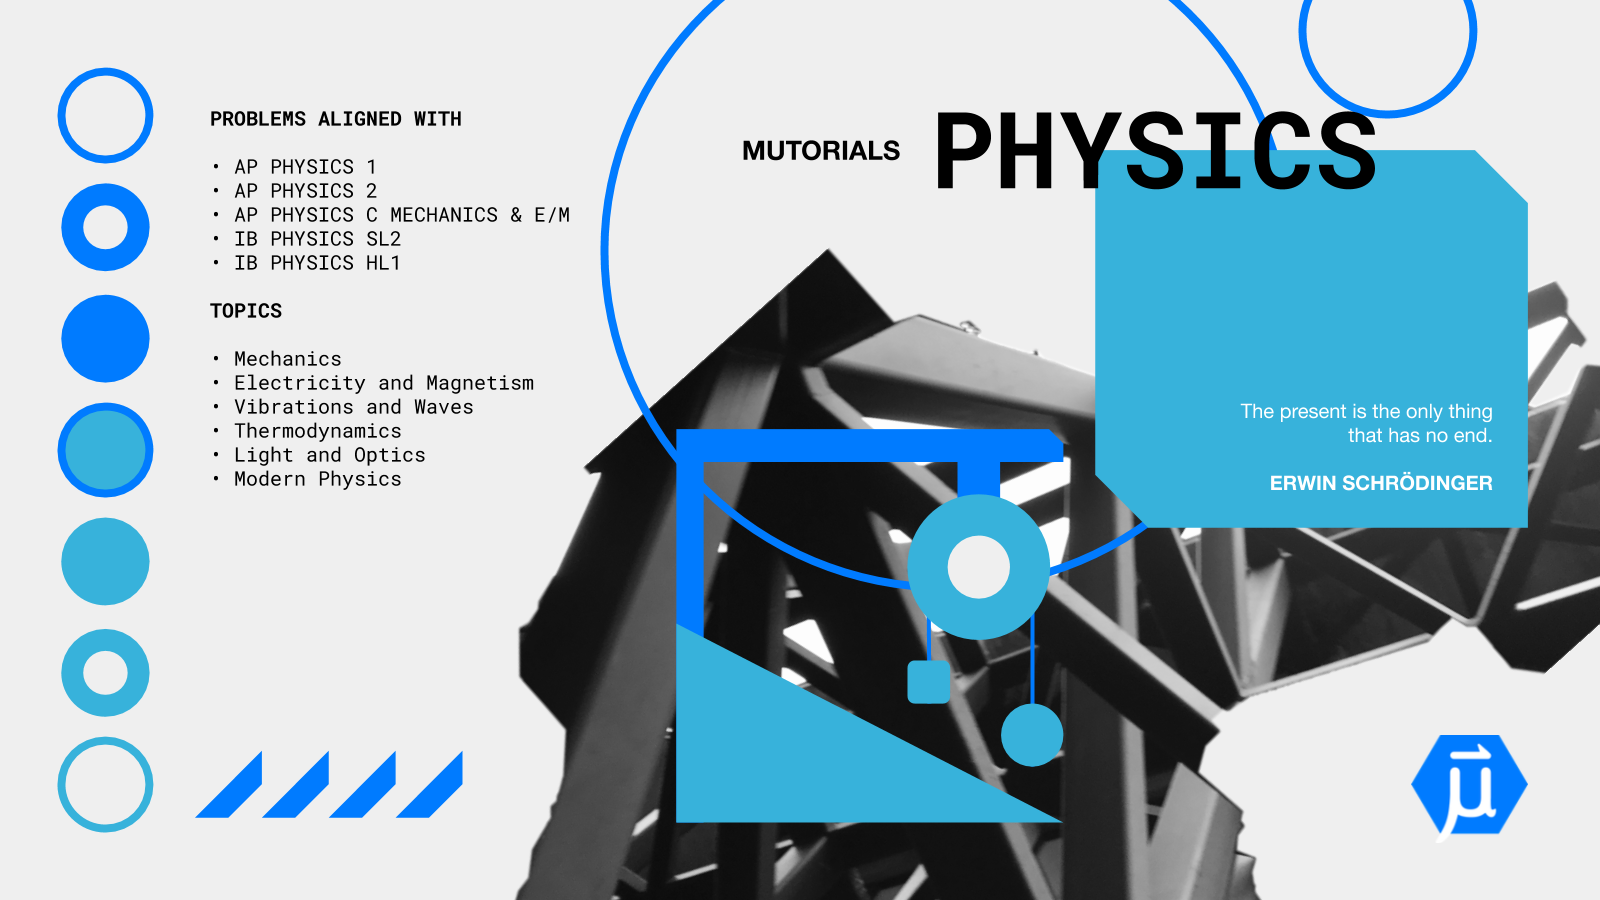 PROBLEMS ALIGNED WITH
• AP PHYSICS 1
• AP PHYSICS 2
• AP PHYSICS C MECHANICS & E/M
• IB PHYSICS SL2
• IB PHYSICS HL1
TOPICS
• Mechanics
• Electricity and Magnetism
• Vibrations and Waves
• Thermodynamics
• Light and Optics
• Modern Physics
MUTORIALS PHYSICS
The present is the only thing
that has no end.
ERWIN SCHRÖDINGER
μ